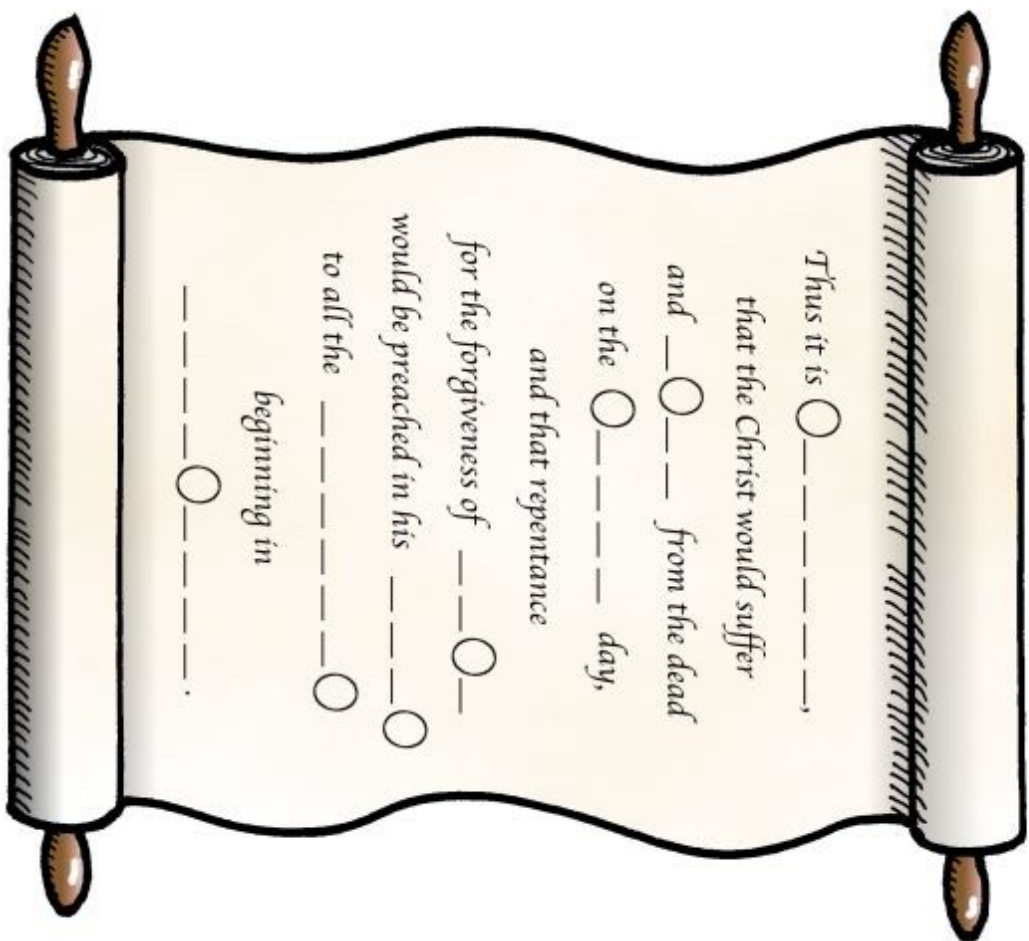 Thus it is ◯ _ _ _ _ _ _,
that the Christ would suffer
and _ ◯ _ _ from the dead
on the ◯ _ _ _ _ day,
and that repentance
for the forgiveness of _ _ ◯ _
would be preached in his _ _ _ ◯
to all the _ _ _ _ _ _ ◯
beginning in
_ _ _ _ ◯ _ _ _ _.